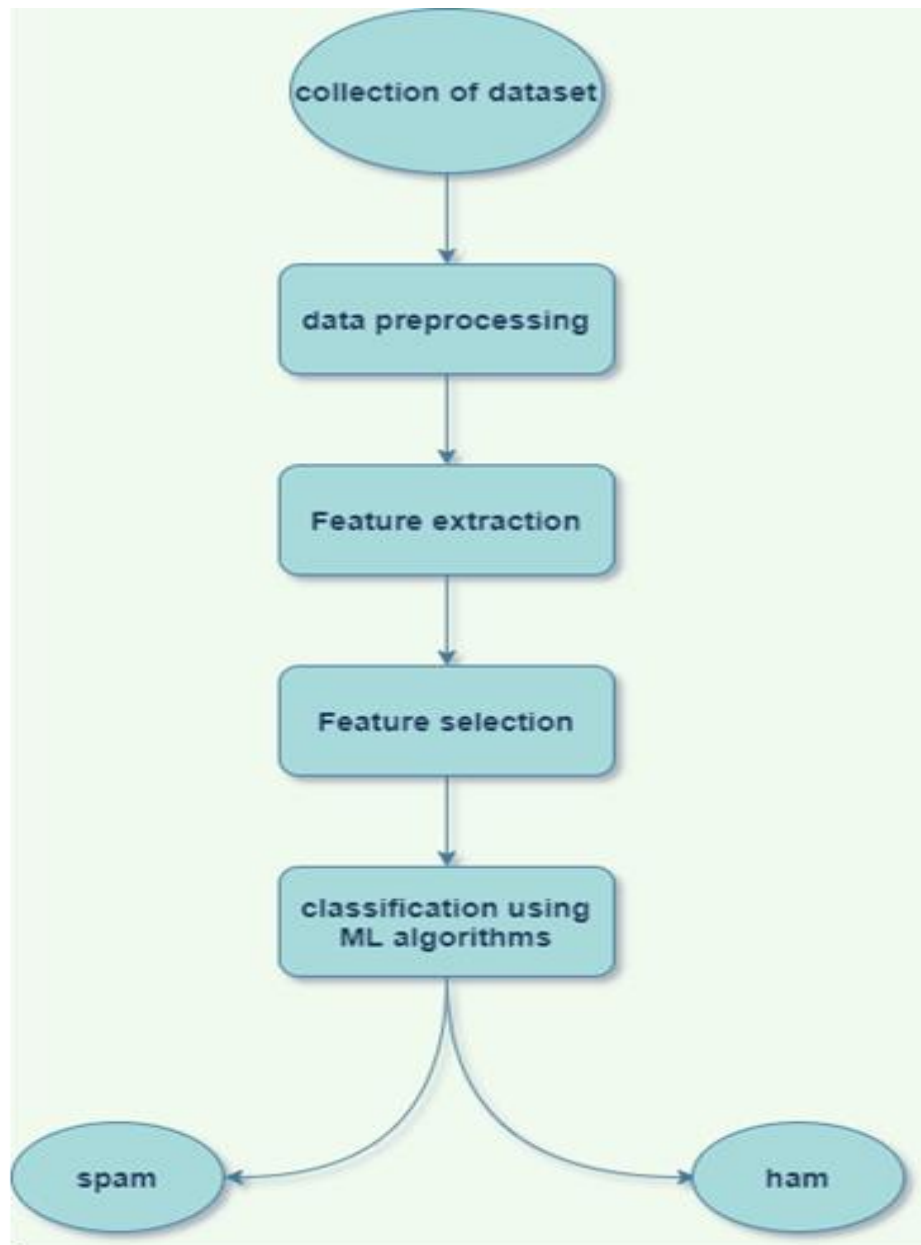 collection of dataset
data preprocessing
Feature extraction
Feature selection
classification using
ML algorithms
spam
ham